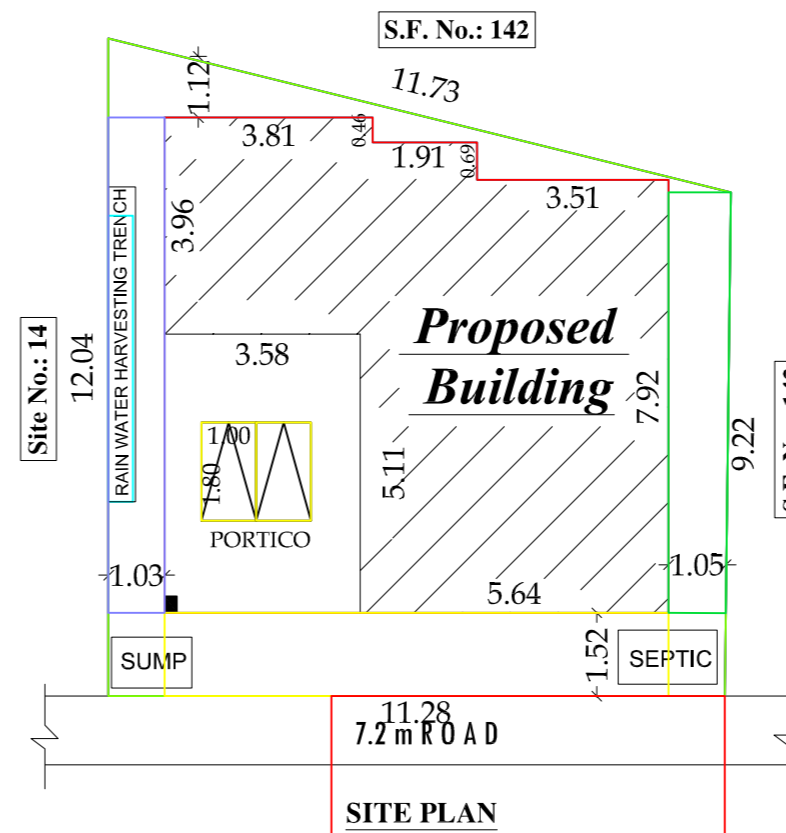 S.F. No.: 142
11.73
1.12
3.81
0.46
1.91
0.69
3.51
3.96
RAIN WATER HARVESTING TRENCH
Site No.: 14
12.04
3.58
Proposed
Building
7.92
9.22
1.00
1.80
5.11
PORTICO
1.03
5.64
1.05
SUMP
1.52
SEPTIC
11.28
7.2 m ROAD
SITE PLAN